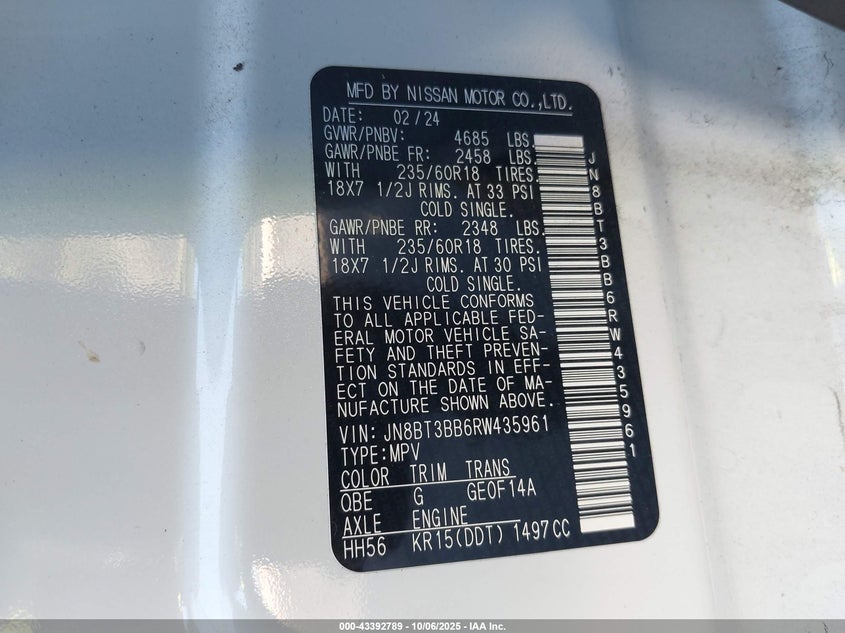 MFD BY NISSAN MOTOR CO.,LTD.
DATE: 02/24
GVWR/PNBV: 4685 LBS.
GAWR/PNBE FR: 2458 LBS.
WITH 235/60R18 TIRES.
18X7 1/2J RIMS. AT 33 PSI
COLD SINGLE.
GAWR/PNBE RR: 2348 LBS.
WITH 235/60R18 TIRES.
18X7 1/2J RIMS. AT 30 PSI
COLD SINGLE.
THIS VEHICLE CONFORMS
TO ALL APPLICABLE FED-
ERAL MOTOR VEHICLE SA-
FETY AND THEFT PREVEN-
TION STANDARDS IN EFF-
ECT ON THE DATE OF MA-
NUFACTURE SHOWN ABOVE.
VIN: JN8BT3BB6RW435961
TYPE:MPV
COLOR TRIM TRANS
QBE G GE0F14A
AXLE ENGINE
HH56 KR15(DDT) 1497CC
JN8BT3BB6RW435961
000-43392789 - 10/06/2025 - IAA Inc.